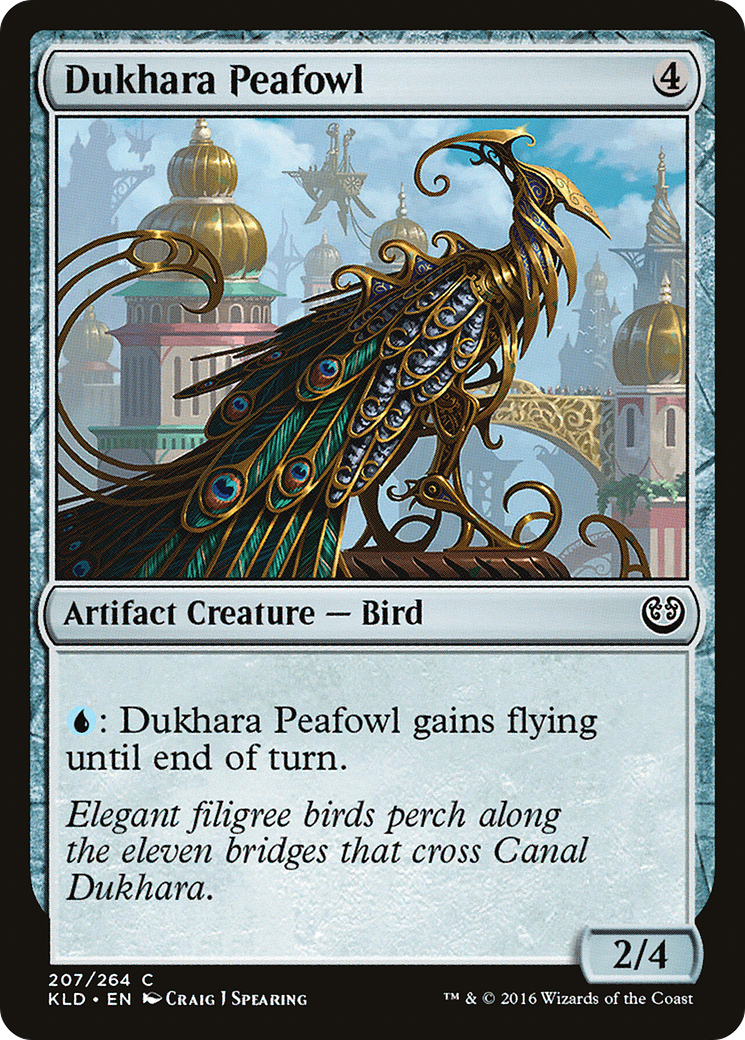 Dukhara Peafowl 4
Artifact Creature — Bird
: Dukhara Peafowl gains flying
until end of turn.
Elegant filigree birds perch along
the eleven bridges that cross Canal
Dukhara.
2/4
207/264 C
KLD • EN Craig J Spearing
™ & © 2016 Wizards of the Coast